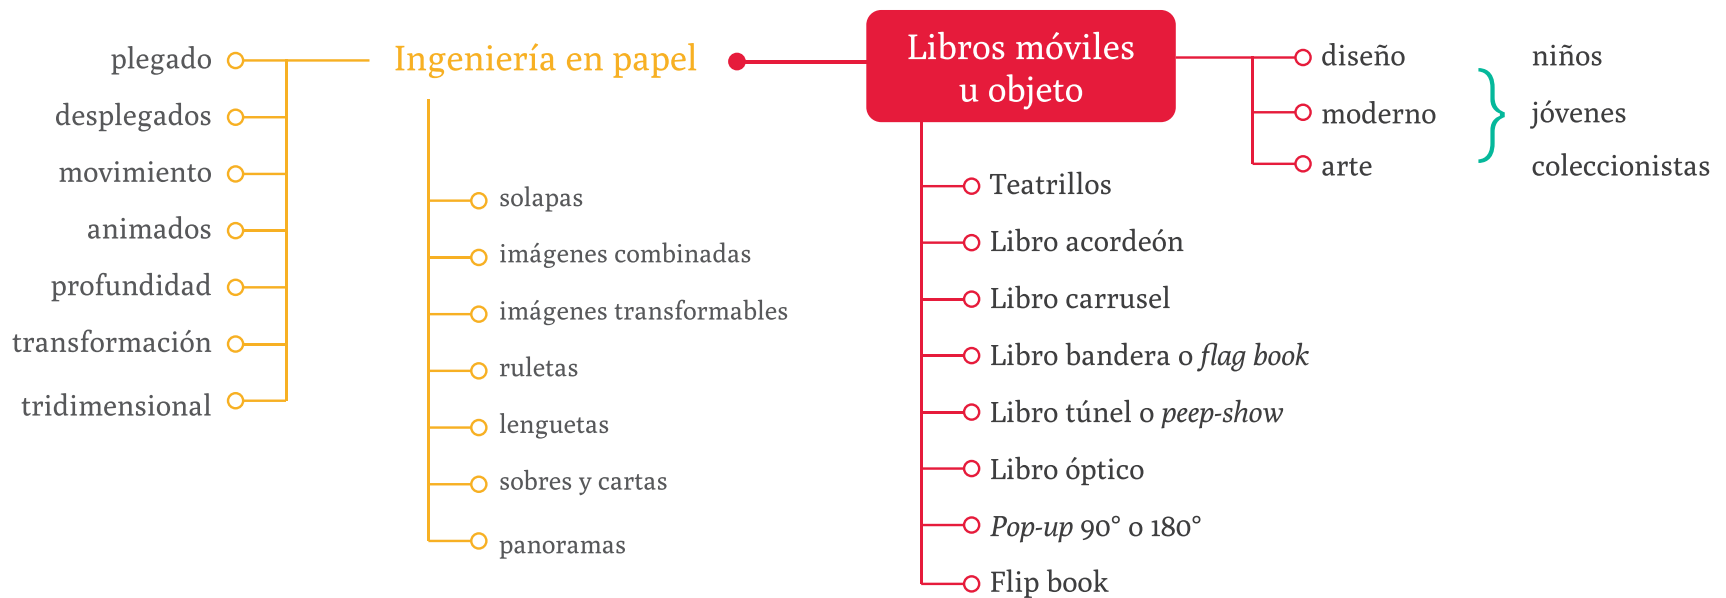 Libros móviles
u objeto
Ingeniería en papel
plegado
desplegados
movimiento
animados
profundidad
transformación
tridimensional
solapas
imágenes combinadas
imágenes transformables
ruletas
lenguetas
sobres y cartas
panoramas
Teatrillos
Libro acordeón
Libro carrusel
Libro bandera o flag book
Libro túnel o peep-show
Libro óptico
Pop-up 90° o 180°
Flip book
diseño
moderno
arte
niños
jóvenes
coleccionistas